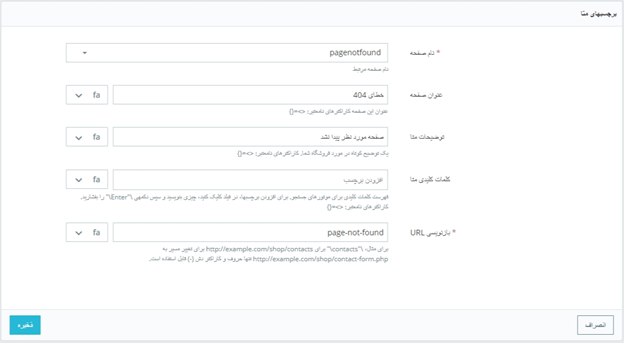 برچسبهای متا
* نام صفحه
pagenotfound
نام صفحه مرتبط
عنوان صفحه
خطای 404
fa
عنوان این صفحه کاراکترهای نامعتبر: <>={}
توضیحات متا
صفحه مورد نظر پیدا نشد
fa
یک توضیح کوتاه در مورد فروشگاه شما. کاراکترهای نامعتبر: <>={}
کلمات کلیدی متا
افزودن برچسب
fa
فهرست کلمات کلیدی برای موتورهای جستجو. برای افزودن برچسبها، در فیلد کلیک کنید، چیزی بنویسید و سپس دکمهی \"Enter\" را بفشارید.
کاراکترهای نامعتبر: <>={}
* بازنویسی URL
page-not-found
fa
برای مثال، \"contacts\" برای http://example.com/shop/contacts برای تغییر مسیر به
http://example.com/shop/contact-form.php تنها حروف و کاراکتر دش (-) قابل استفاده است.
انصراف
ذخیره